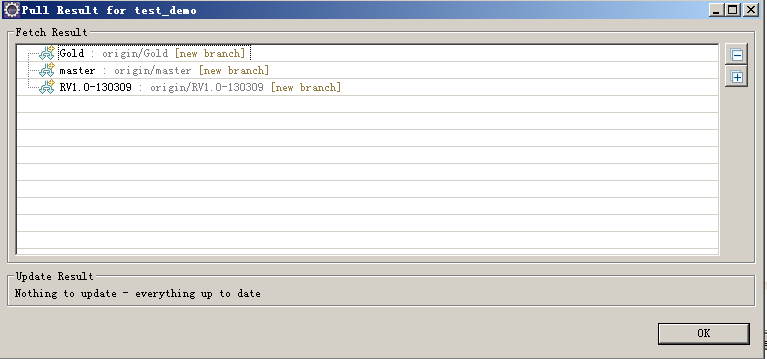 Pull Result for test_demo
Fetch Result
Gold : origin/Gold [new branch]
master : origin/master [new branch]
RV1.0-130309 : origin/RV1.0-130309 [new branch]
Update Result
Nothing to update - everything up to date
OK